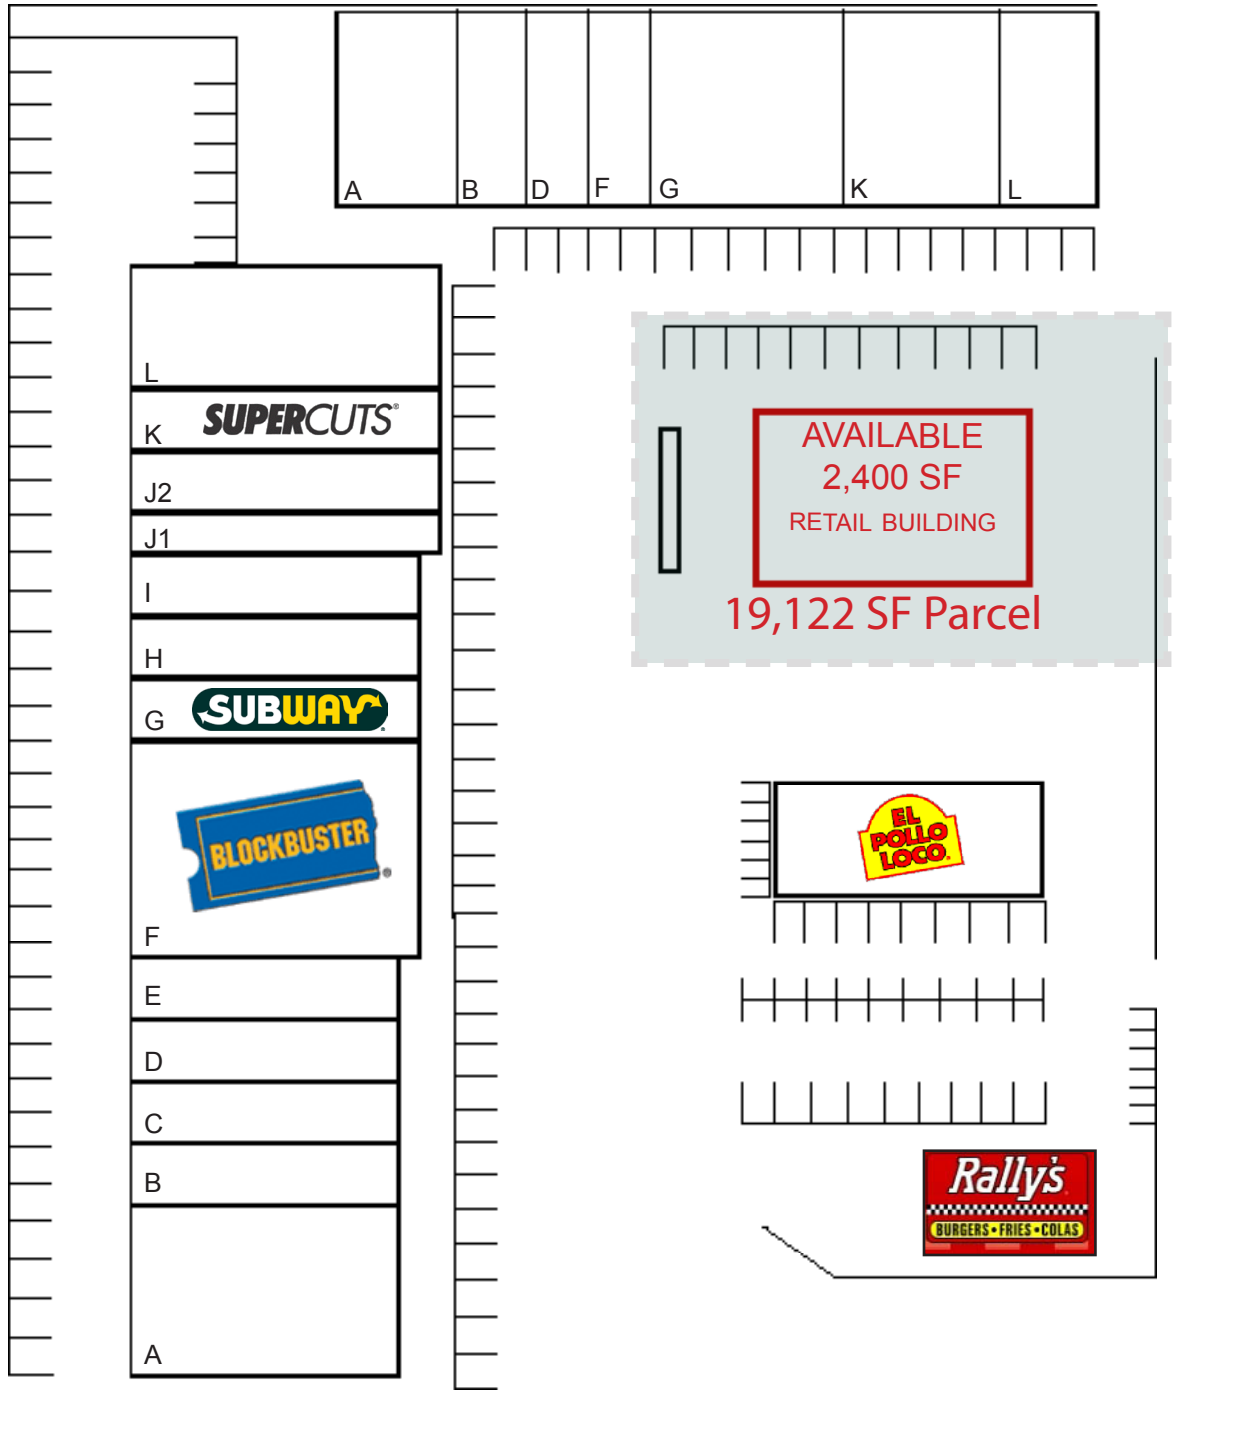 A
B
D
F
G
K
L
L
K
SUPERCUTS®
J2
J1
I
H
G
SUBWAY®
BLOCKBUSTER®
F
E
D
C
B
A
AVAILABLE
2,400 SF
RETAIL BUILDING
19,122 SF Parcel
EL
POLLO
LOCO®
Rally's
BURGERS•FRIES•COLAS